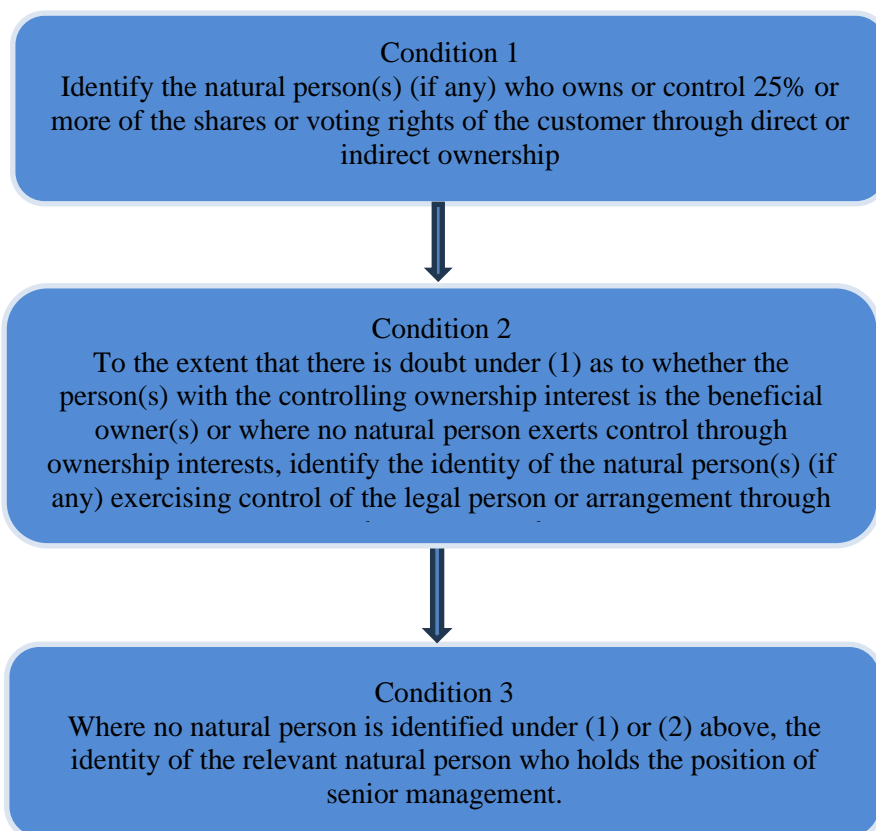 Condition 1
Identify the natural person(s) (if any) who owns or control 25% or
more of the shares or voting rights of the customer through direct or
indirect ownership
Condition 2
To the extent that there is doubt under (1) as to whether the
person(s) with the controlling ownership interest is the beneficial
owner(s) or where no natural person exerts control through
ownership interests, identify the identity of the natural person(s) (if
any) exercising control of the legal person or arrangement through
Condition 3
Where no natural person is identified under (1) or (2) above, the
identity of the relevant natural person who holds the position of
senior management.